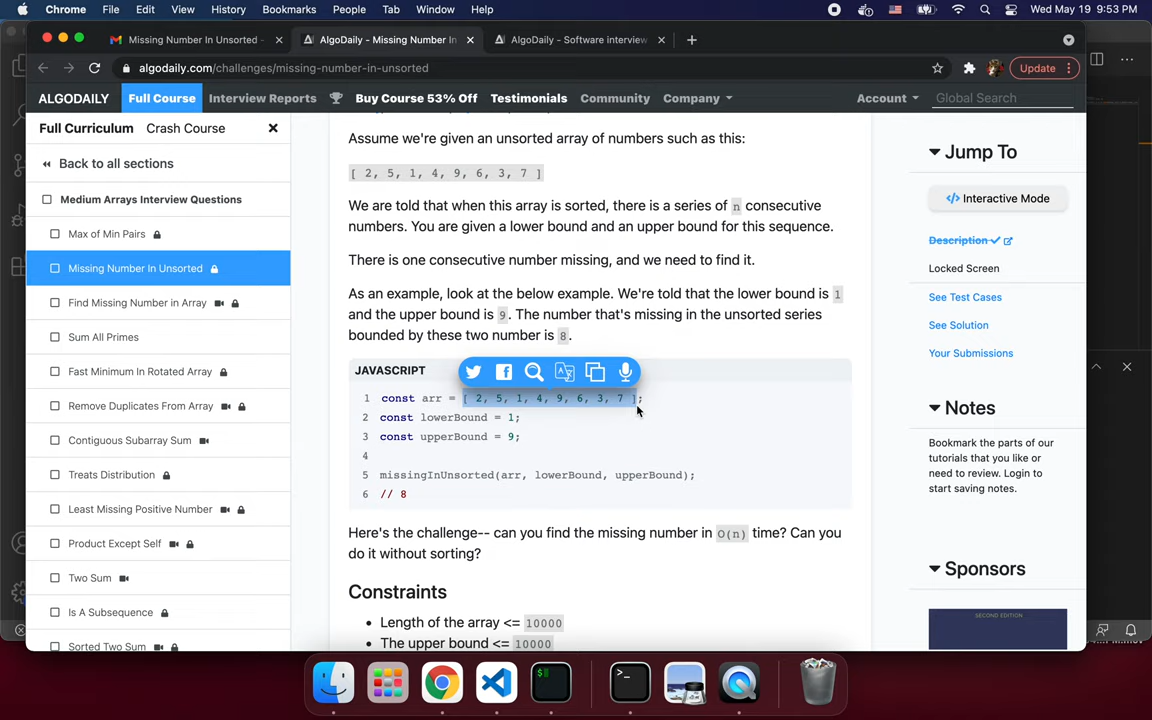 Chrome File Edit View History Bookmarks People Tab Window Help Wed May 19 9:53 PM
Missing Number In Unsorted - AlgoDaily - Missing Number In AlgoDaily - Software interview
algodaily.com/challenges/missing-number-in-unsorted Update
ALGODAILY Full Course Interview Reports Buy Course 53% Off Testimonials Community Company Account Global Search
Full Curriculum Crash Course
Back to all sections
Medium Arrays Interview Questions
Max of Min Pairs
Missing Number In Unsorted
Find Missing Number in Array
Sum All Primes
Fast Minimum In Rotated Array
Remove Duplicates From Array
Contiguous Subarray Sum
Treats Distribution
Least Missing Positive Number
Product Except Self
Two Sum
Is A Subsequence
Sorted Two Sum
Assume we're given an unsorted array of numbers such as this:
[ 2, 5, 1, 4, 9, 6, 3, 7 ]
We are told that when this array is sorted, there is a series of n consecutive
numbers. You are given a lower bound and an upper bound for this sequence.
There is one consecutive number missing, and we need to find it.
As an example, look at the below example. We're told that the lower bound is 1
and the upper bound is 9. The number that's missing in the unsorted series
bounded by these two number is 8.
JAVASCRIPT
1 const arr = [ 2, 5, 1, 4, 9, 6, 3, 7 ];
2 const lowerBound = 1;
3 const upperBound = 9;
4
5 missingInUnsorted(arr, lowerBound, upperBound);
6 // 8
Here's the challenge-- can you find the missing number in O(n) time? Can you
do it without sorting?
Constraints
• Length of the array <= 10000
• The upper bound <= 10000
Jump To
</> Interactive Mode
Description
Locked Screen
See Test Cases
See Solution
Your Submissions
Notes
Bookmark the parts of our
tutorials that you like or
need to review. Login to
start saving notes.
Sponsors
SECOND EDITION